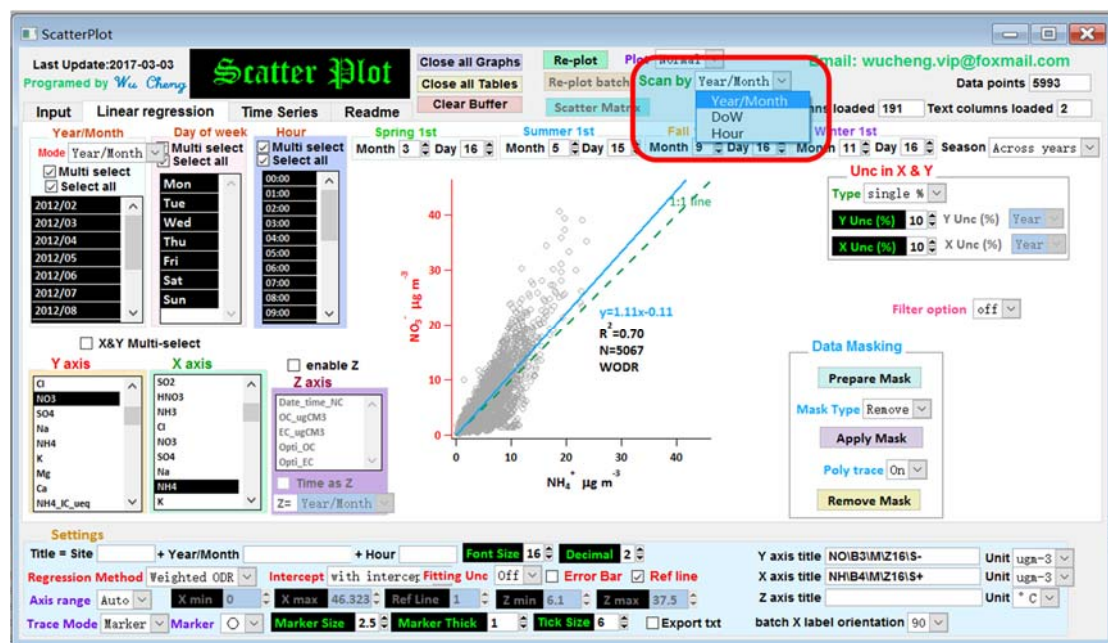 ScatterPlot
Last Update:2017-03-03
Programed by Wu Cheng
Scatter Plot
Close all Graphs
Close all Tables
Clear Buffer
Re-plot
Re-plot batch
Scatter Matrix
Scan by Year/Month
Year/Month
DoW
Hour
Email: wucheng.vip@foxmail.com
Data points 5993
loaded 191 Text columns loaded 2
Input Linear regression Time Series Readme
Year/Month
Mode Year/Month
Multi select
Select all
2012/02
2012/03
2012/04
2012/05
2012/06
2012/07
2012/08
Day of week
Multi select
Select all
Mon
Tue
Wed
Thu
Fri
Sat
Sun
Hour
Multi select
Select all
00:00
01:00
02:00
03:00
04:00
05:00
06:00
07:00
08:00
09:00
Spring 1st
Month 3 Day 16
Summer 1st
Month 5 Day 15
Fall
Month 9 Day 16
Winter 1st
Month 11 Day 16
Season Across years
Unc in X & Y
Type single %
Y Unc (%) 10 Y Unc (%) Year
X Unc (%) 10 X Unc (%) Year
Filter option off
Data Masking
Prepare Mask
Mask Type Remove
Apply Mask
Poly trace On
Remove Mask
1:1 line
y=1.11x-0.11
R²=0.70
N=5067
WODR
NO₃⁻ μg m⁻³
40
30
20
10
0
0 10 20 30 40
NH₄⁺ μg m⁻³
X&Y Multi-select
Y axis
Cl
NO3
SO4
Na
NH4
K
Mg
Ca
NH4_IC_ueq
X axis
SO2
HNO3
NH3
Cl
NO3
SO4
Na
NH4
K
enable Z
Z axis
Date_time_NC
OC_ugCM3
EC_ugCM3
Opti_OC
Opti_EC
Time as Z
Z= Year/Month
Settings
Title = Site + Year/Month + Hour Font Size 16 Decimal 2
Regression Method Weighted ODR Intercept with intercep Fitting Unc Off Error Bar Ref line
Axis range Auto X min 0 X max 46.323 Ref Line 1 Z min 6.1 Z max 37.5
Trace Mode Marker Marker Marker Size 2.5 Marker Thick 1 Tick Size 6 Export txt
Y axis title NO\B3\M\Z16\S- Unit ugm-3
X axis title NH\B4\M\Z16\S+ Unit ugm-3
Z axis title Unit °C
batch X label orientation 90